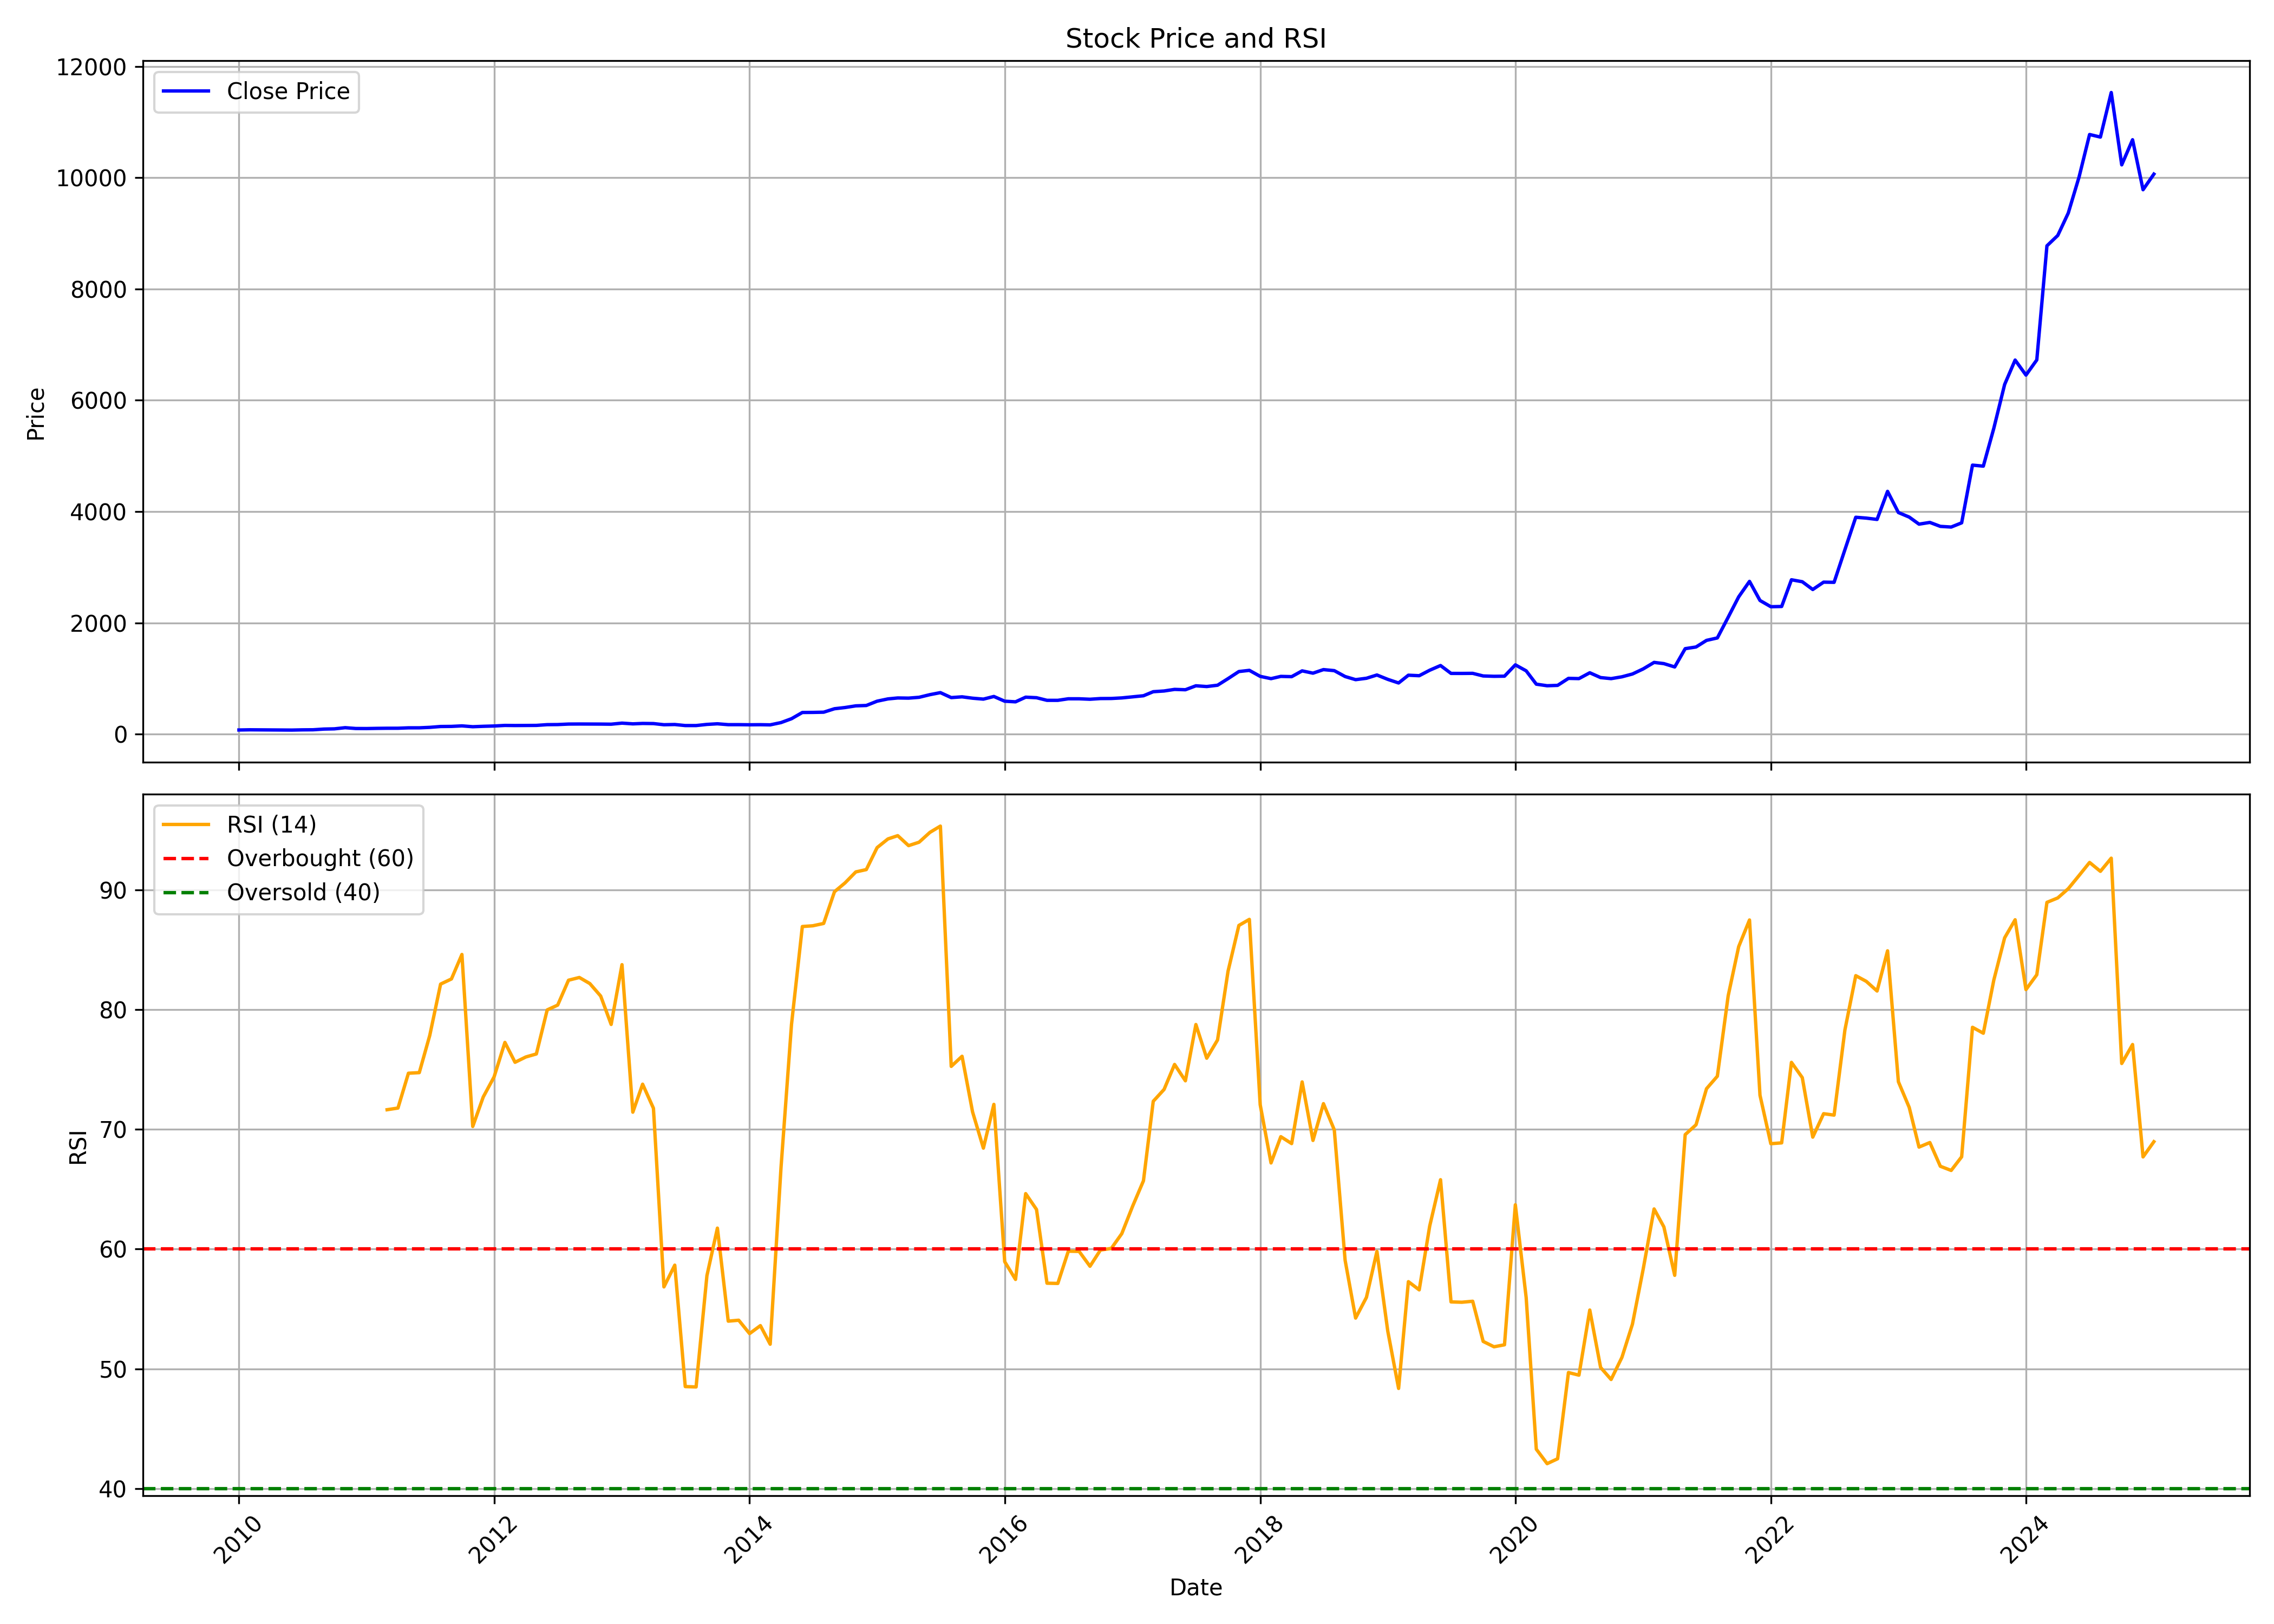 Stock Price and RSI
12000
10000
8000
6000
4000
2000
0
Price
Close Price
RSI (14)
Overbought (60)
Oversold (40)
90
80
70
60
50
40
RSI
2010
2012
2014
2016
2018
2020
2022
2024
Date